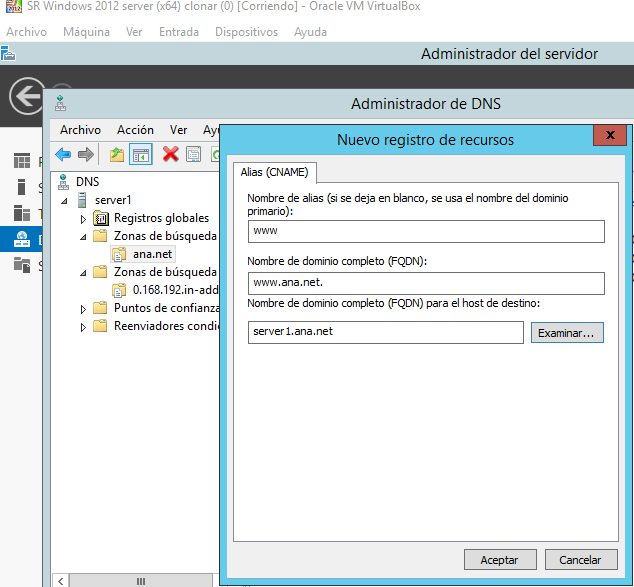 SR Windows 2012 server (x64) clonar (0) [Corriendo] - Oracle VM VirtualBox
Archivo Máquina Ver Entrada Dispositivos Ayuda
Administrador del servidor
Administrador de DNS
Archivo Acción Ver Ayu
Nuevo registro de recursos X
DNS
server1
Registros globales
Zonas de búsqueda
ana.net
Zonas de búsqueda
0.168.192.in-add
Puntos de confianza
Reenviadores condi
Alias (CNAME)
Nombre de alias (si se deja en blanco, se usa el nombre del dominio
primario):
www
Nombre de dominio completo (FQDN):
www.ana.net.
Nombre de dominio completo (FQDN) para el host de destino:
server1.ana.net
Examinar...
Aceptar Cancelar